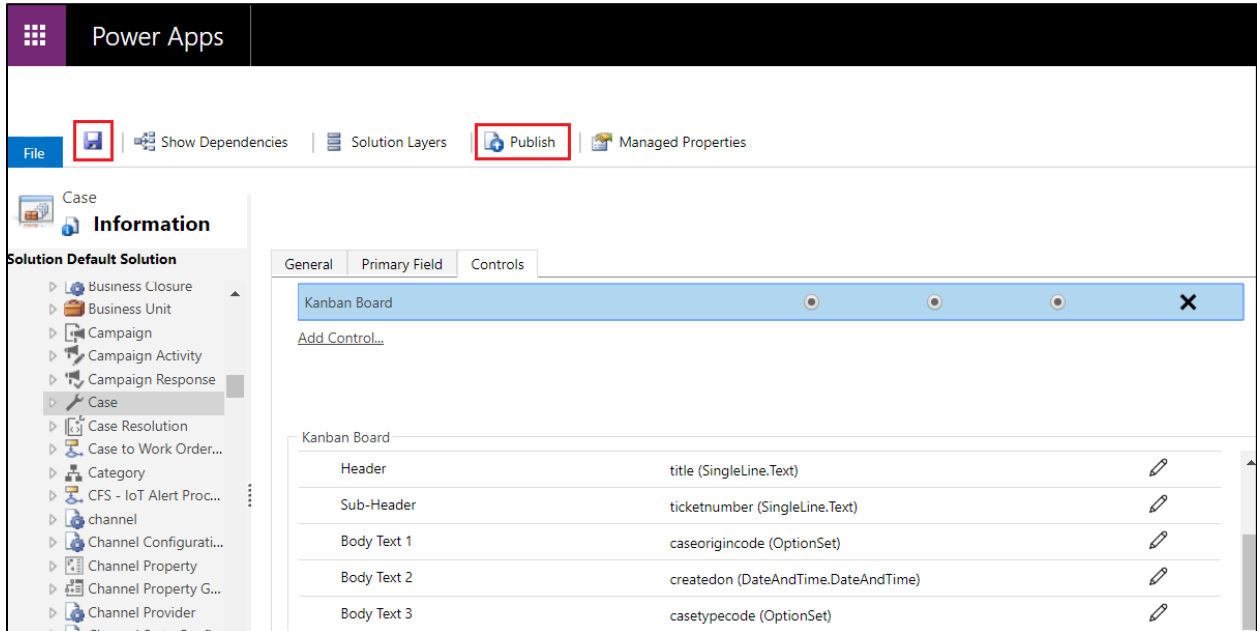 Power Apps
File Show Dependencies Solution Layers Publish Managed Properties
Case
Information
Solution Default Solution
Business Closure
Business Unit
Campaign
Campaign Activity
Campaign Response
Case
Case Resolution
Case to Work Order...
Category
CFS - IoT Alert Proc...
channel
Channel Configurati...
Channel Property
Channel Property G...
Channel Provider
General Primary Field Controls
Kanban Board
Add Control...
Kanban Board
Header title (SingleLine.Text)
Sub-Header ticketnumber (SingleLine.Text)
Body Text 1 caseorigincode (OptionSet)
Body Text 2 createdon (DateAndTime.DateAndTime)
Body Text 3 casetypecode (OptionSet)